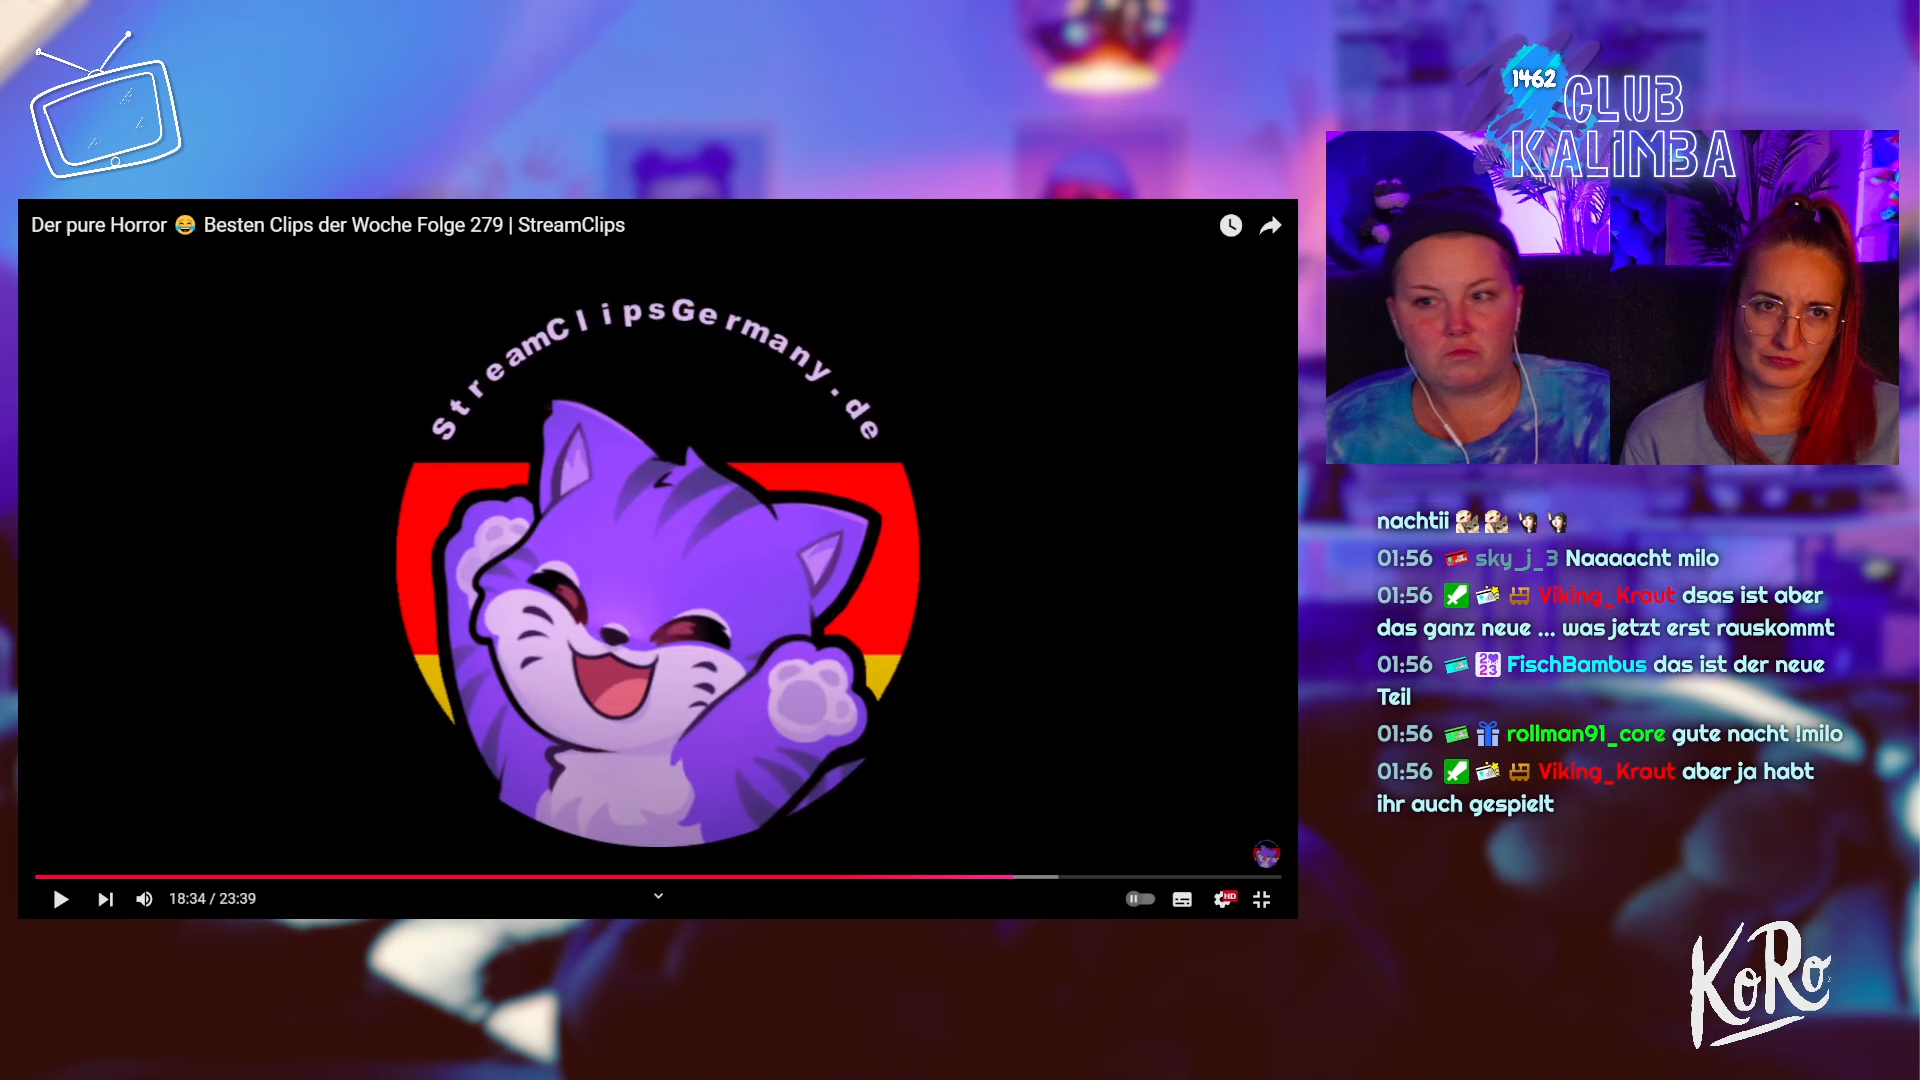 1462
CLUB
KALIMBA
Der pure Horror 😂 Besten Clips der Woche Folge 279 | StreamClips
StreamClipsGermany.de
18:34 / 23:39
HD
nachtii
01:56 sky_j_3 Naaaacht milo
01:56 Viking_Kraut dsas ist aber
das ganz neue ... was jetzt erst rauskommt
01:56 FischBambus das ist der neue
Teil
01:56 rollman91_core gute nacht !milo
01:56 Viking_Kraut aber ja habt
ihr auch gespielt
KoRo